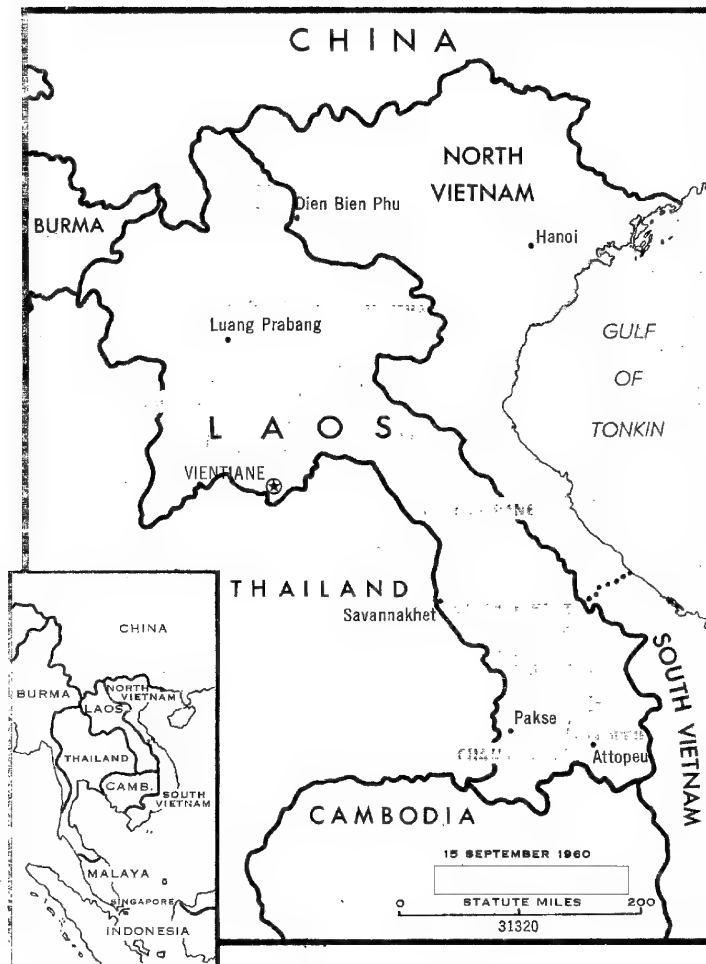 CHINA
NORTH
VIETNAM
Dien Bien Phu
BURMA
Hanoi
Luang Prabang
GULF
OF
TONKIN
LAOS
VIENTIANE
THAILAND
Savannakhet
SOUTH VIETNAM
Pakse
Attopeu
CAMBODIA
15 SEPTEMBER 1960
STATUTE MILES
0 200
31320
CHINA
BURMA
NORTH
VIETNAM
LAOS
THAILAND
CAMB.
SOUTH
VIETNAM
MALAYA
SINGAPORE
INDONESIA